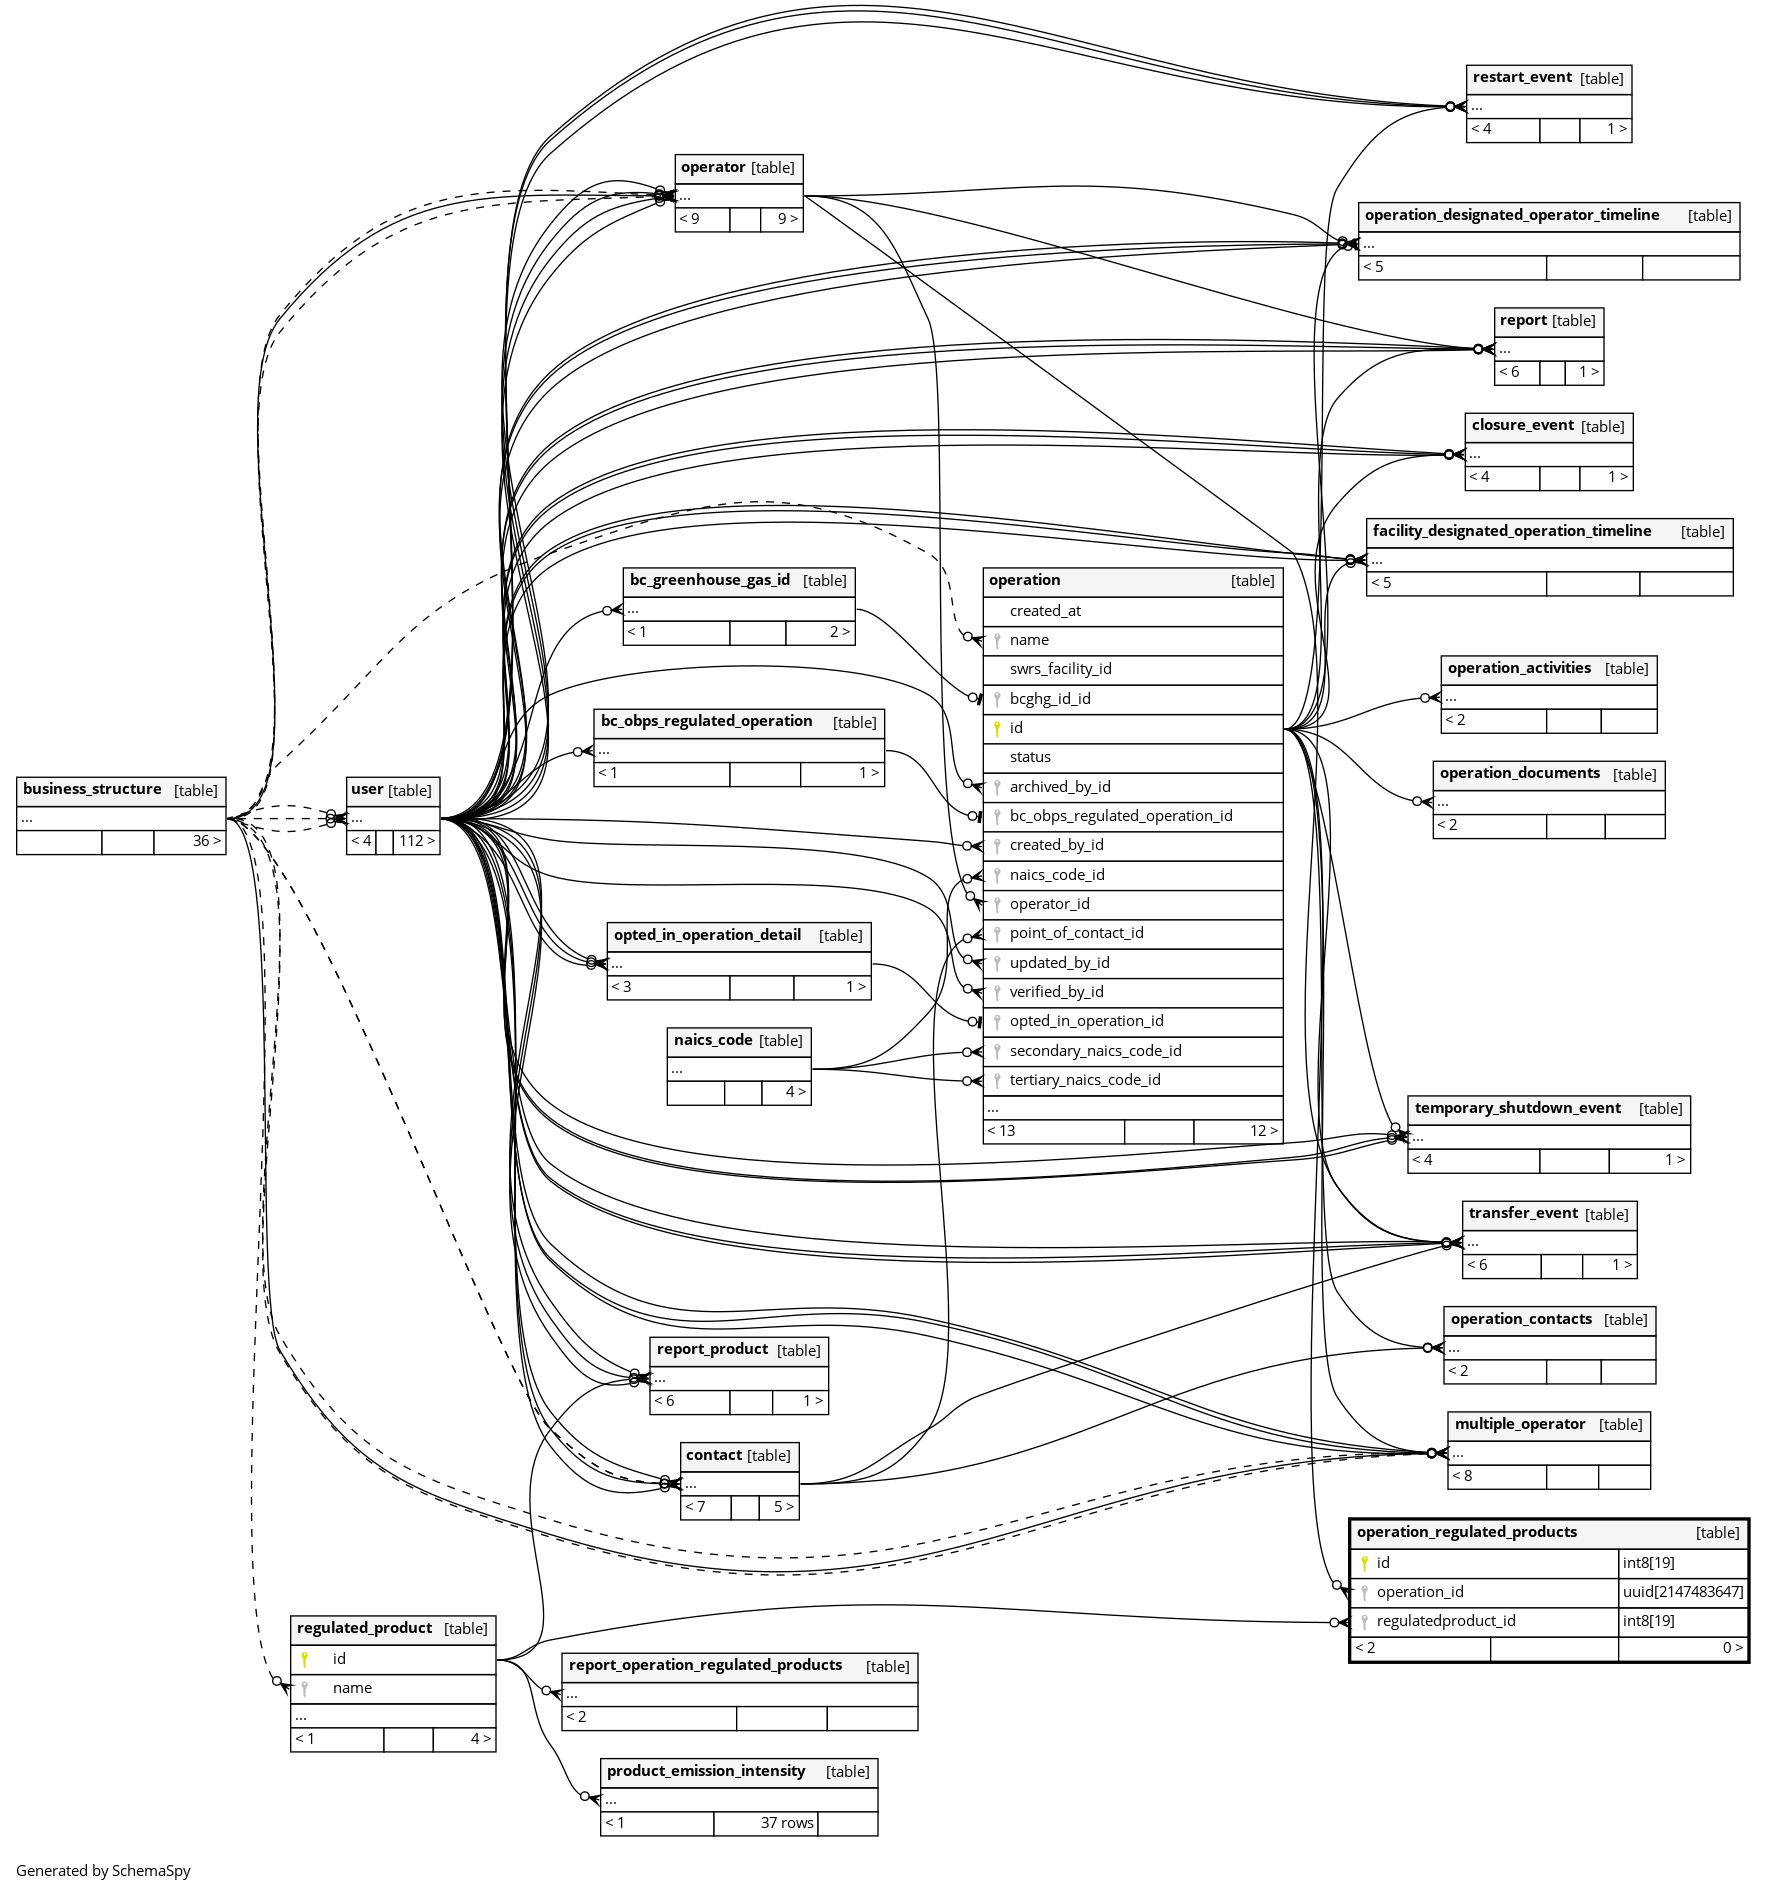 restart_event [table]
...
< 4 1 >
operator [table]
...
< 9 9 >
operation_designated_operator_timeline [table]
...
< 5
report [table]
...
< 6 1 >
closure_event [table]
...
< 4 1 >
facility_designated_operation_timeline [table]
...
< 5
bc_greenhouse_gas_id [table]
...
< 1 2 >
bc_obps_regulated_operation [table]
...
< 1 1 >
operation [table]
created_at
name
swrs_facility_id
bcghg_id_id
id
status
archived_by_id
bc_obps_regulated_operation_id
created_by_id
naics_code_id
operator_id
point_of_contact_id
updated_by_id
verified_by_id
opted_in_operation_id
secondary_naics_code_id
tertiary_naics_code_id
...
< 13 12 >
operation_activities [table]
...
< 2
operation_documents [table]
...
< 2
business_structure [table]
...
36 >
user [table]
...
< 4 112 >
opted_in_operation_detail [table]
...
< 3 1 >
naics_code [table]
...
4 >
temporary_shutdown_event [table]
...
< 4 1 >
transfer_event [table]
...
< 6 1 >
operation_contacts [table]
...
< 2
report_product [table]
...
< 6 1 >
contact [table]
...
< 7 5 >
multiple_operator [table]
...
< 8
operation_regulated_products [table]
id int8[19]
operation_id uuid[2147483647]
regulatedproduct_id int8[19]
< 2 0 >
regulated_product [table]
id
name
...
< 1 4 >
report_operation_regulated_products [table]
...
< 2
product_emission_intensity [table]
...
< 1 37 rows
Generated by SchemaSpy